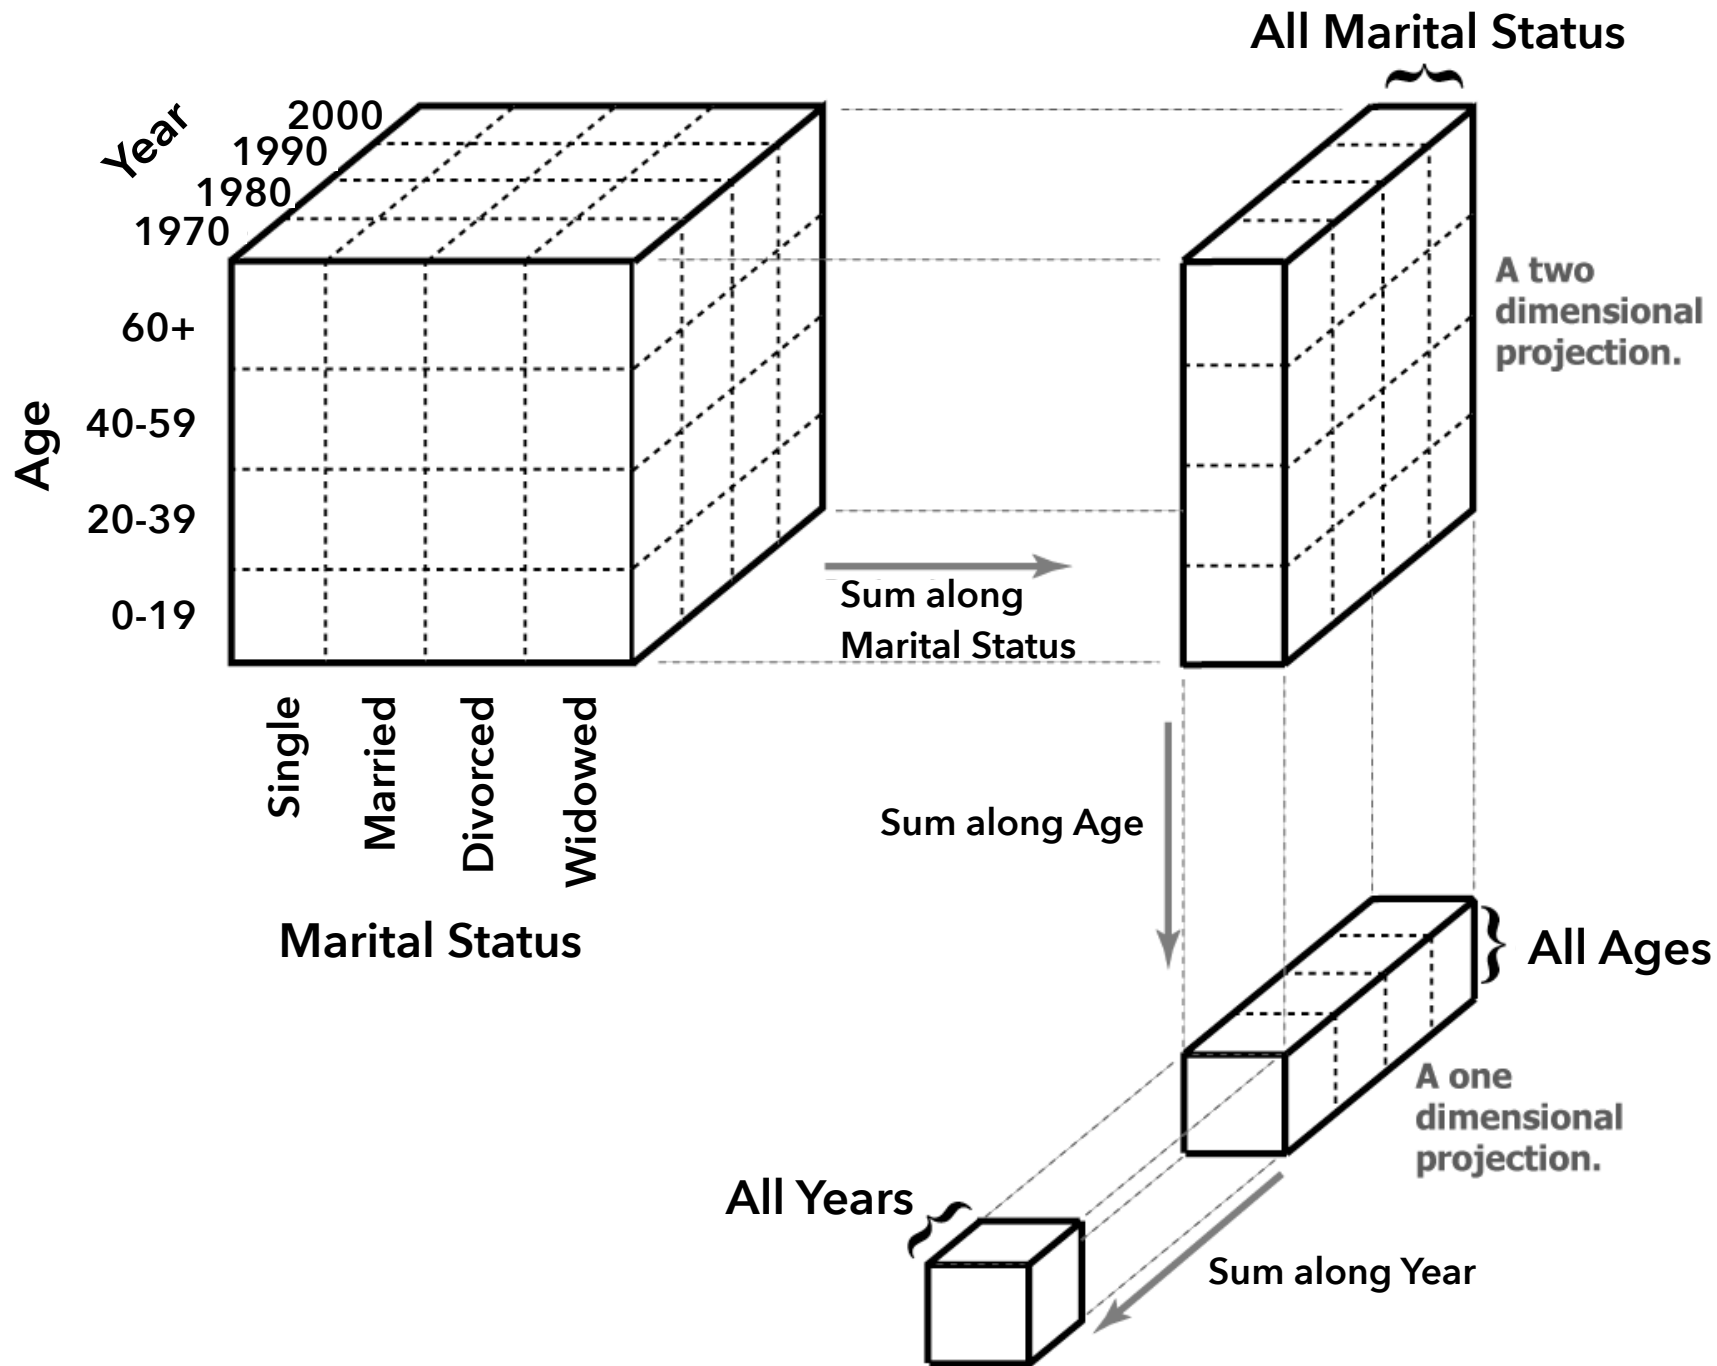 All Marital Status
Year
2000
1990
1980
1970
Age
60+
40-59
20-39
0-19
Single
Married
Divorced
Widowed
Marital Status
Sum along
Marital Status
A two
dimensional
projection.
Sum along Age
All Ages
A one
dimensional
projection.
All Years
Sum along Year